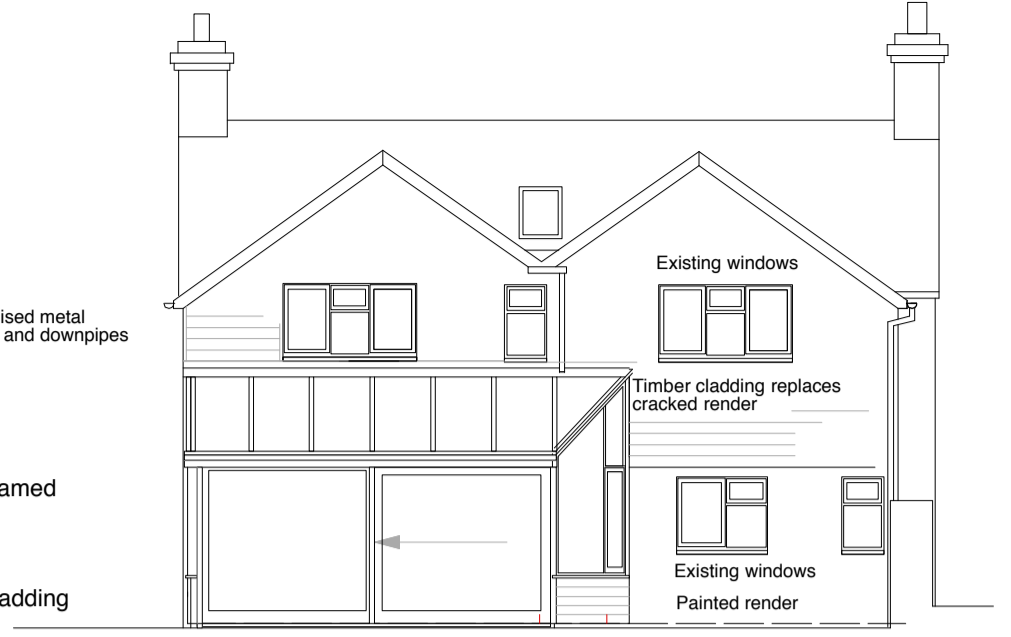 Existing windows
ised metal
and downpipes
Timber cladding replaces
cracked render
amed
Existing windows
adding
Painted render